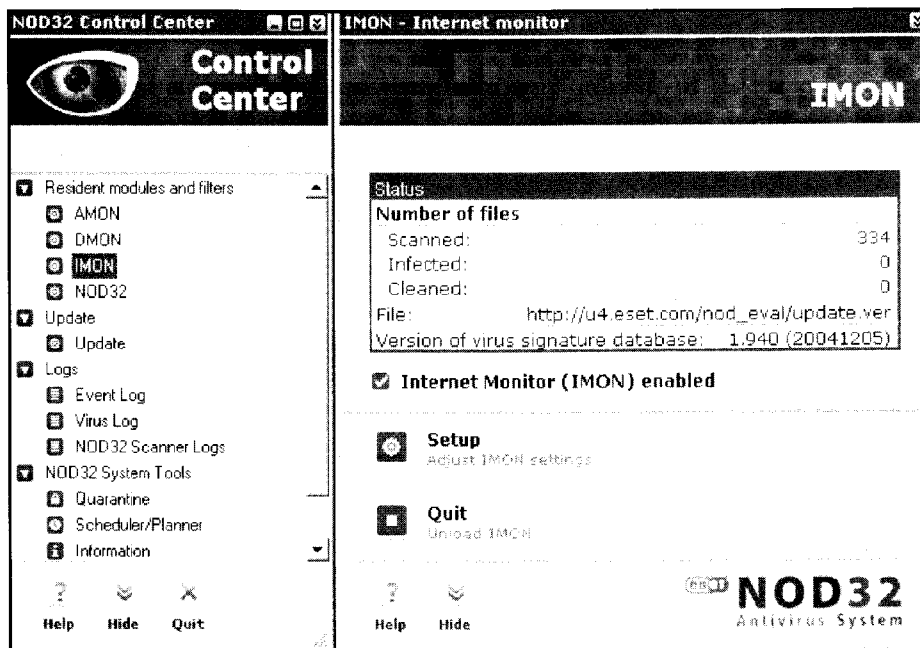 NOD32 Control Center
Control
Center
Resident modules and filters
AMON
DMON
IMON
NOD32
Update
Update
Logs
Event Log
Virus Log
NOD32 Scanner Logs
NOD32 System Tools
Quarantine
Scheduler/Planner
Information
Help Hide Quit
IMON - Internet monitor
IMON
Status
Number of files
Scanned: 334
Infected: 0
Cleaned: 0
File: http://u4.eset.com/nod_eval/update.ver
Version of virus signature database: 1.940 (20041205)
Internet Monitor (IMON) enabled
Setup
Adjust IMON settings
Quit
Unload IMON
Help Hide
eset NOD32
Antivirus System